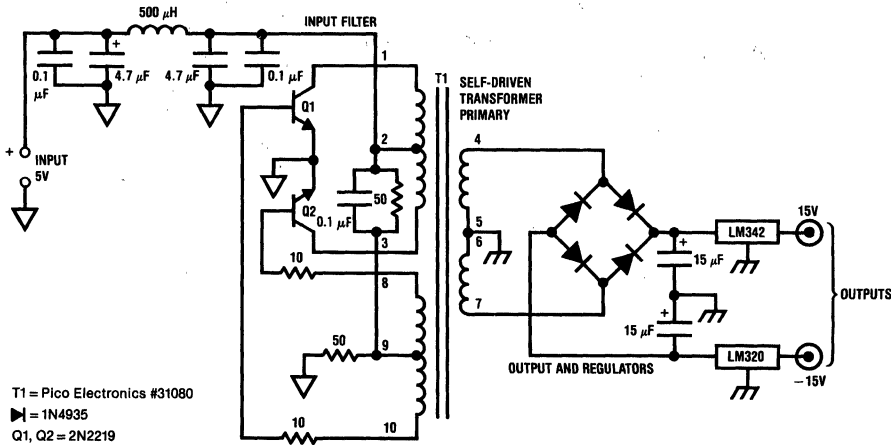 500 μH
INPUT FILTER
+
0.1
μF
4.7 μF
4.7 μF
0.1 μF
1
T1
SELF-DRIVEN
TRANSFORMER
PRIMARY
Q1
2
4
+
INPUT
5V
Q2
0.1 μF
50
3
5
6
15V
LM342
+
15 μF
10
8
7
OUTPUTS
+
15 μF
50
9
LM320
−15V
OUTPUT AND REGULATORS
10
10
T1 = Pico Electronics #31080
= 1N4935
Q1, Q2 = 2N2219